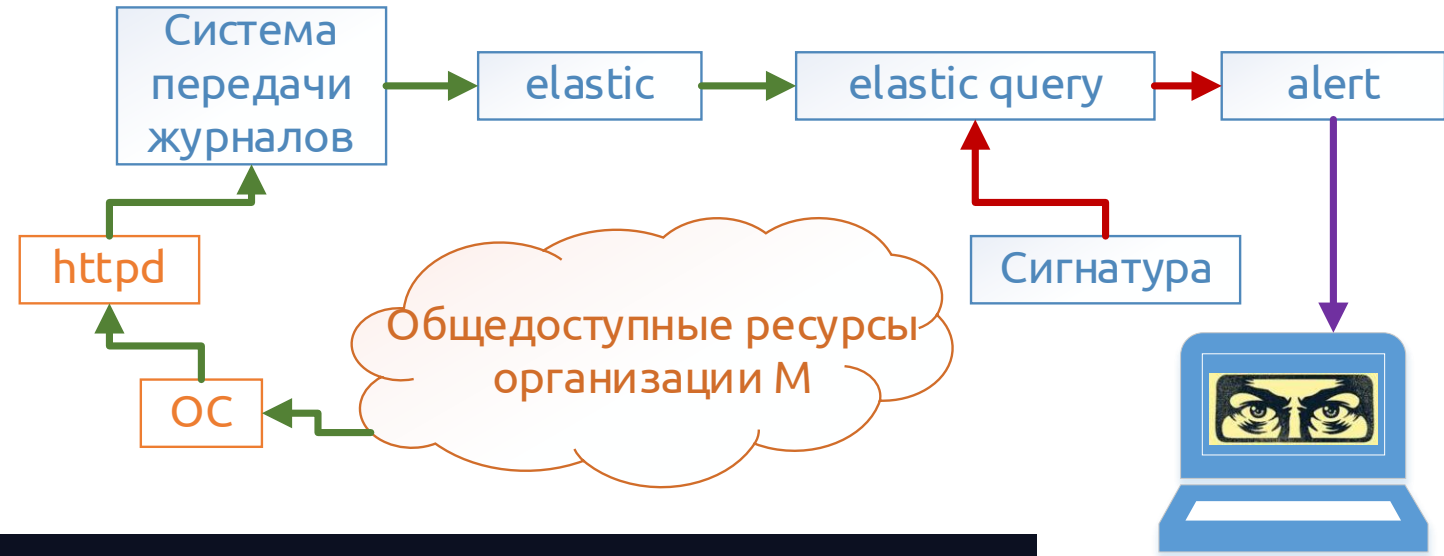 Система
передачи
журналов
elastic
elastic query
alert
httpd
Сигнатура
Общедоступные ресурсы
организации М
ОС